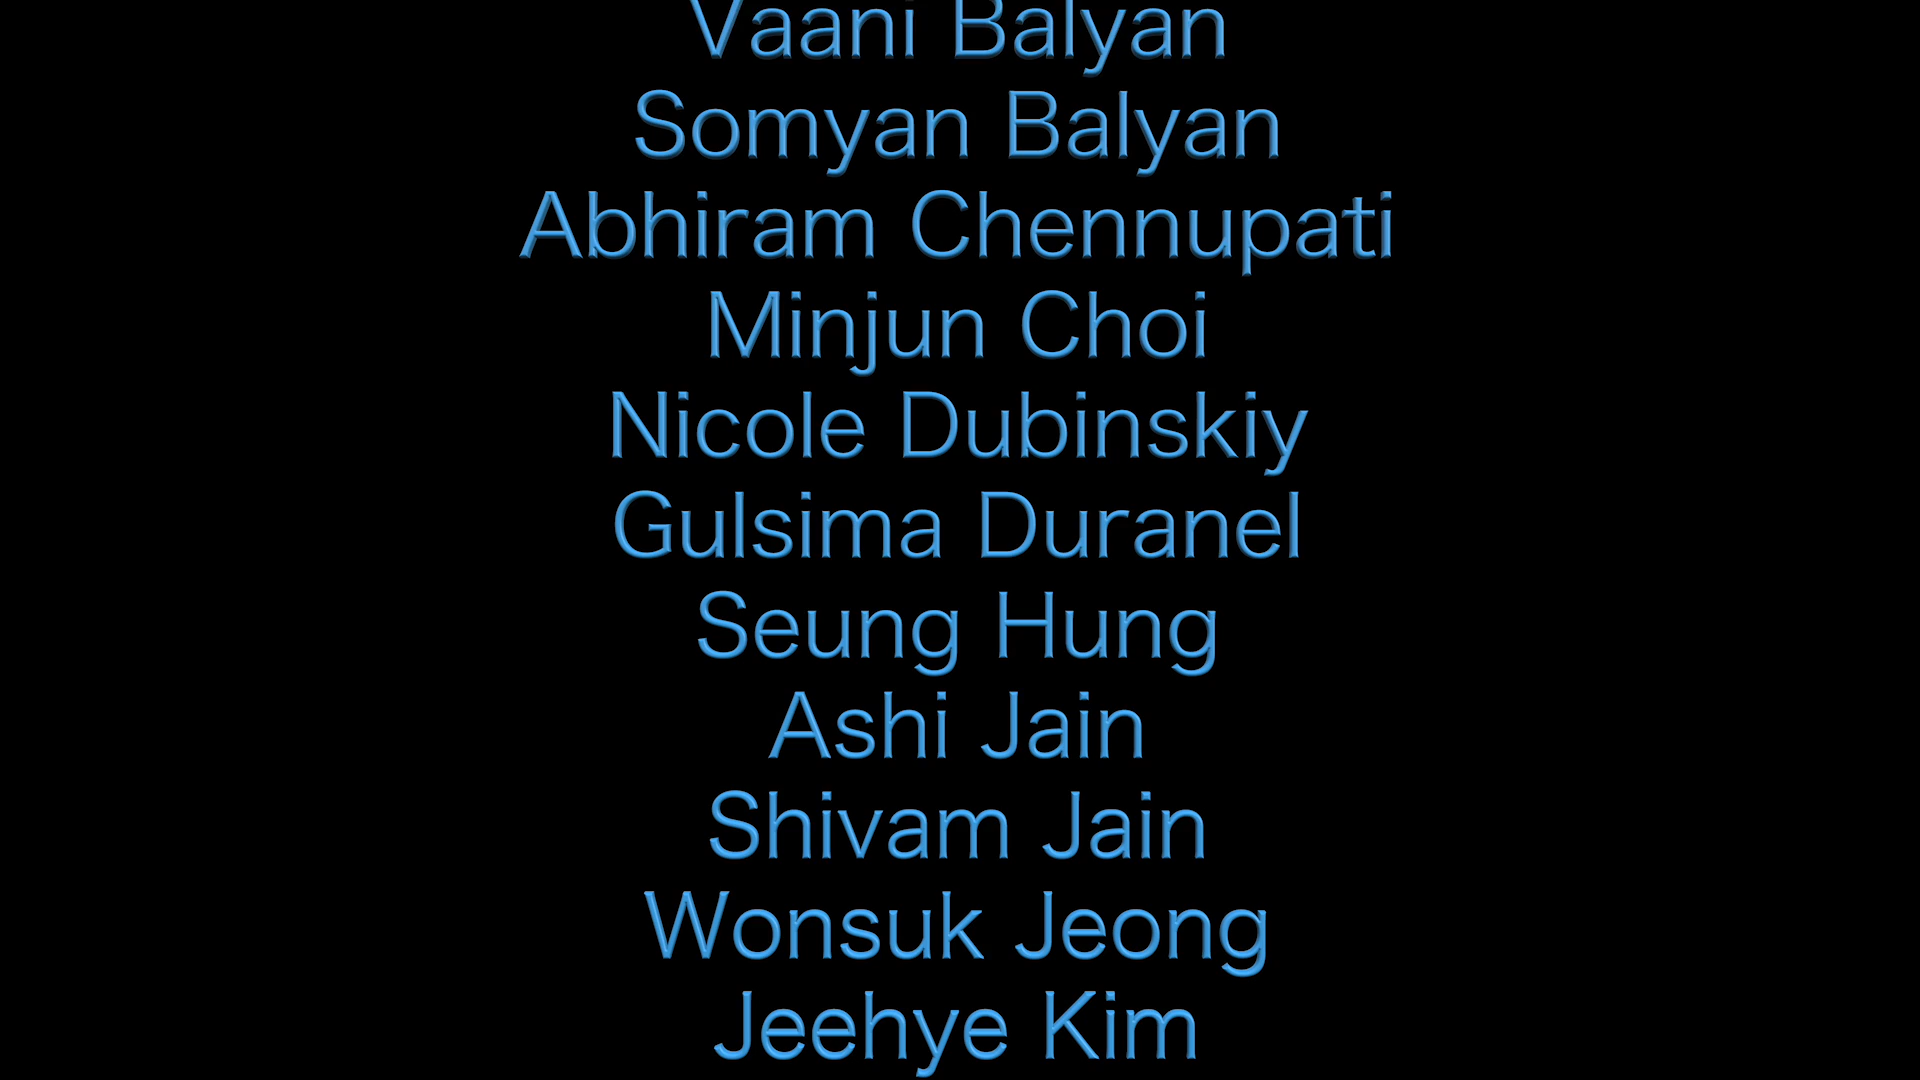 Vaani Balyan
Somyan Balyan
Abhiram Chennupati
Minjun Choi
Nicole Dubinskiy
Gulsima Duranel
Seung Hung
Ashi Jain
Shivam Jain
Wonsuk Jeong
Jeehye Kim